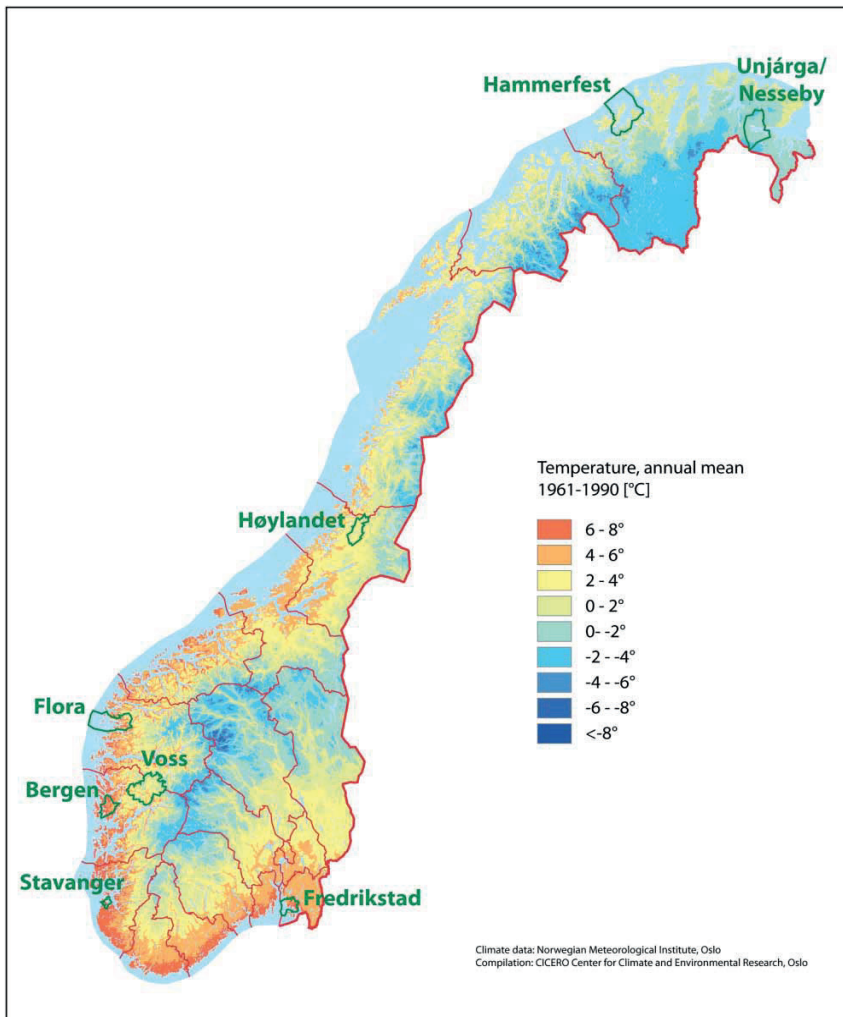 Unjárga/
Nesseby
Hammerfest
Høylandet
Flora
Voss
Bergen
Stavanger
Fredrikstad
Temperature, annual mean
1961-1990 [°C]
6 - 8°
4 - 6°
2 - 4°
0 - 2°
0- -2°
-2 - -4°
-4 - -6°
-6 - -8°
<-8°
Climate data: Norwegian Meteorological Institute, Oslo
Compilation: CICERO Center for Climate and Environmental Research, Oslo